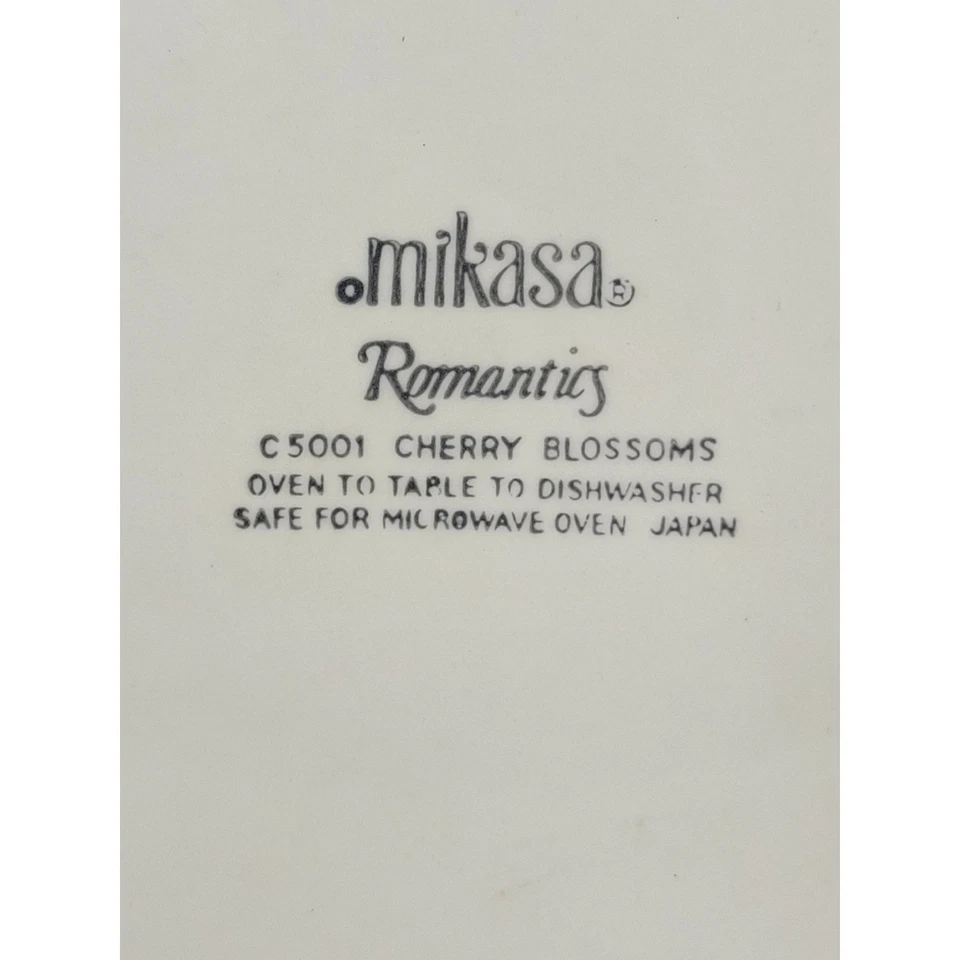 mikasa®
Romantics
C5001 CHERRY BLOSSOMS
OVEN TO TABLE TO DISHWASHER
SAFE FOR MICROWAVE OVEN JAPAN